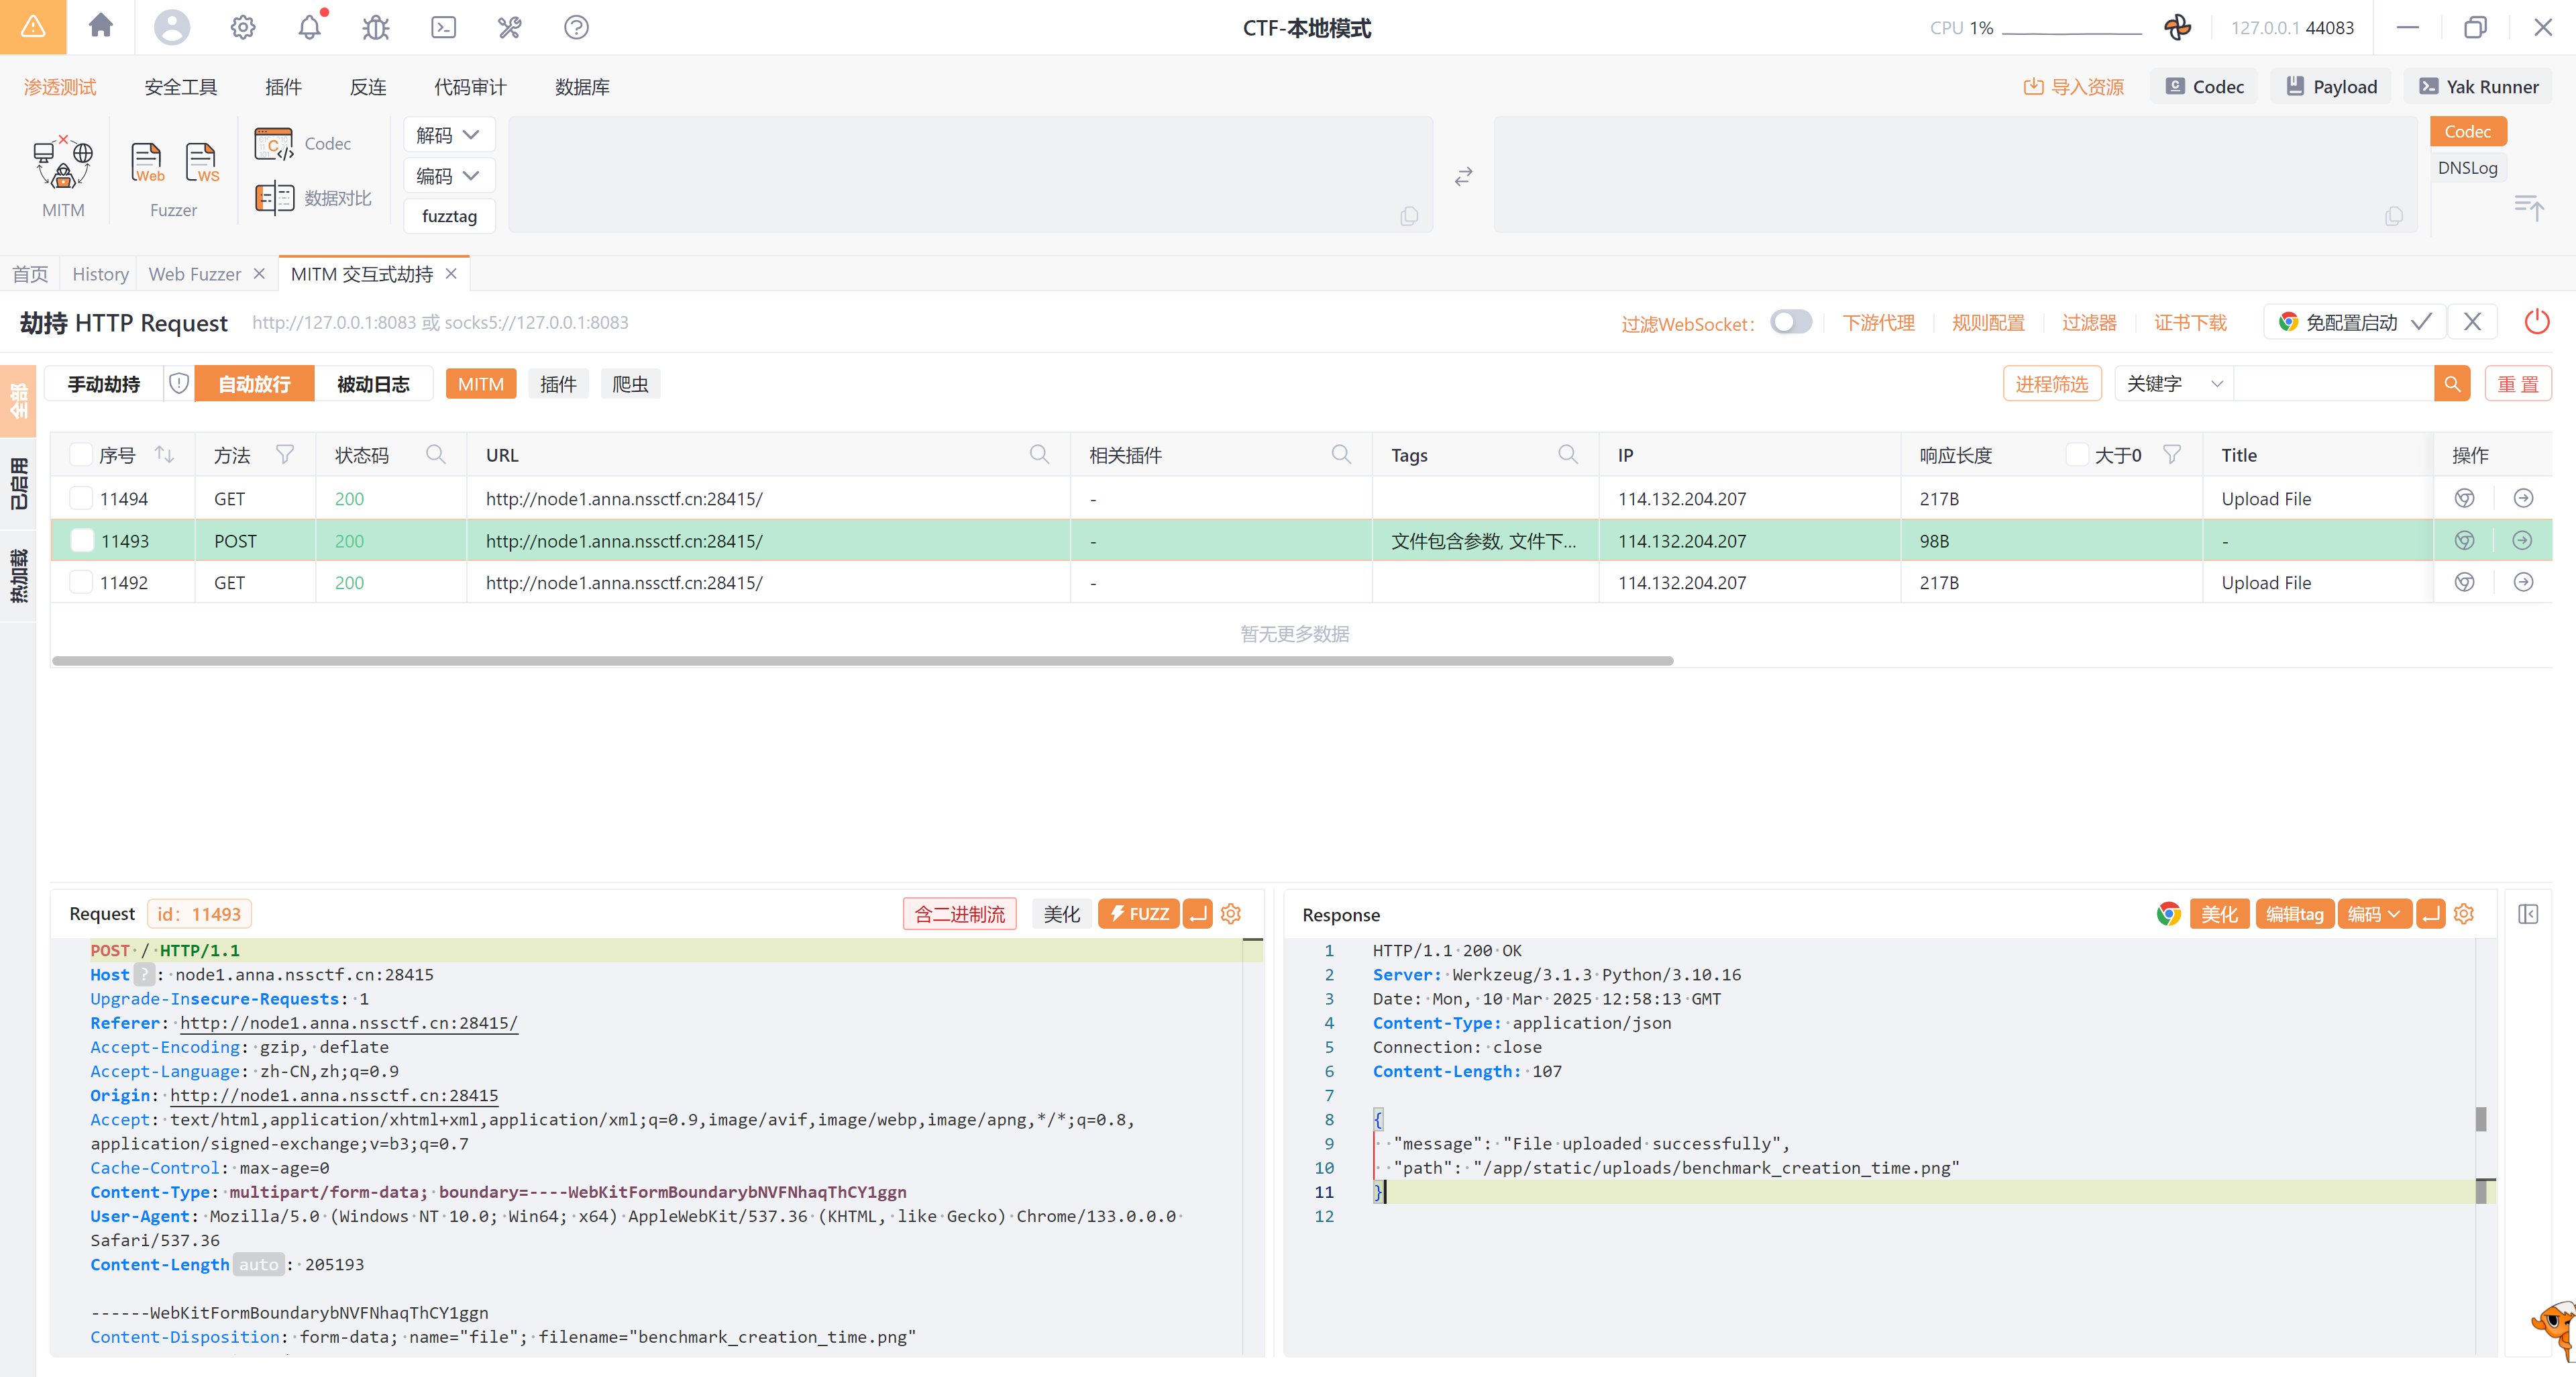 CTF-本地模式
CPU 1%
127.0.0.1 44083
渗透测试 安全工具 插件 反连 代码审计 数据库
导入资源 Codec Payload Yak Runner
MITM
Web WS
Fuzzer
Codec
数据对比
解码
编码
fuzztag
Codec
DNSLog
首页 History Web Fuzzer MITM 交互式劫持
劫持 HTTP Request http://127.0.0.1:8083 或 socks5://127.0.0.1:8083
过滤WebSocket: 下游代理 规则配置 过滤器 证书下载 免配置启动
全部
已启用
热加载
手动劫持 自动放行 被动日志 MITM 插件 爬虫
进程筛选 关键字 重 置
序号 方法 状态码 URL 相关插件 Tags IP 响应长度 大于0 Title 操作
11494 GET 200 http://node1.anna.nssctf.cn:28415/ - 114.132.204.207 217B Upload File
11493 POST 200 http://node1.anna.nssctf.cn:28415/ - 文件包含参数, 文件下... 114.132.204.207 98B -
11492 GET 200 http://node1.anna.nssctf.cn:28415/ - 114.132.204.207 217B Upload File
暂无更多数据
Request id: 11493 含二进制流 美化 FUZZ
POST / HTTP/1.1
Host ? : node1.anna.nssctf.cn:28415
Upgrade-Insecure-Requests: 1
Referer: http://node1.anna.nssctf.cn:28415/
Accept-Encoding: gzip, deflate
Accept-Language: zh-CN,zh;q=0.9
Origin: http://node1.anna.nssctf.cn:28415
Accept: text/html,application/xhtml+xml,application/xml;q=0.9,image/avif,image/webp,image/apng,*/*;q=0.8,
application/signed-exchange;v=b3;q=0.7
Cache-Control: max-age=0
Content-Type: multipart/form-data; boundary=----WebKitFormBoundarybNVFNhaqThCY1ggn
User-Agent: Mozilla/5.0 (Windows NT 10.0; Win64; x64) AppleWebKit/537.36 (KHTML, like Gecko) Chrome/133.0.0.0
Safari/537.36
Content-Length auto : 205193
------WebKitFormBoundarybNVFNhaqThCY1ggn
Content-Disposition: form-data; name="file"; filename="benchmark_creation_time.png"
Response 美化 编辑tag 编码
1 HTTP/1.1 200 OK
2 Server: Werkzeug/3.1.3 Python/3.10.16
3 Date: Mon, 10 Mar 2025 12:58:13 GMT
4 Content-Type: application/json
5 Connection: close
6 Content-Length: 107
7
8 {
9 "message": "File uploaded successfully",
10 "path": "/app/static/uploads/benchmark_creation_time.png"
11 }
12